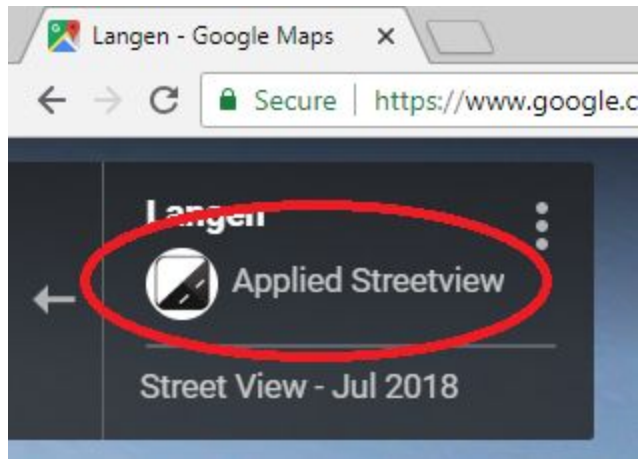 Langen - Google Maps
Secure | https://www.google.c
Langen
Applied Streetview
Street View - Jul 2018